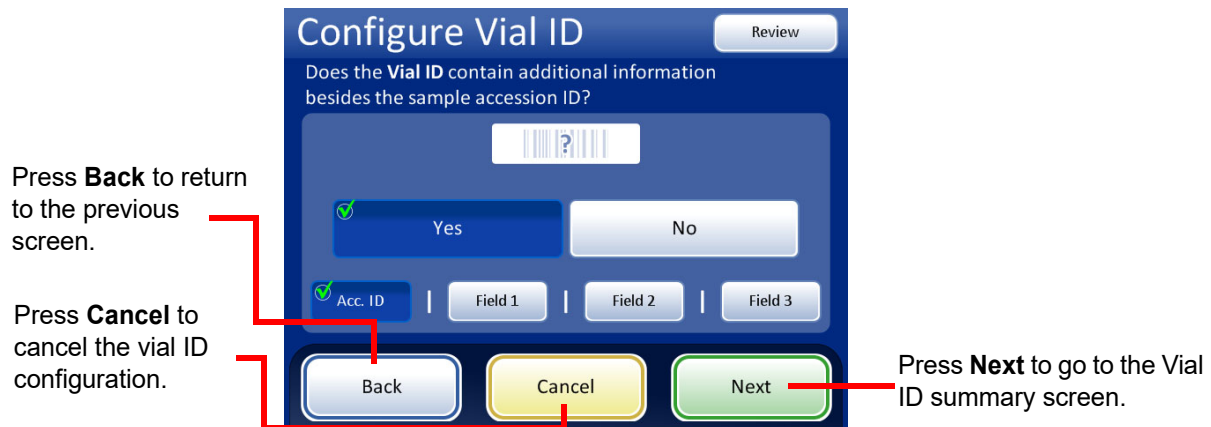 Configure Vial ID
Review
Does the Vial ID contain additional information
besides the sample accession ID?
?
Yes
No
Acc. ID | Field 1 | Field 2 | Field 3
Back
Cancel
Next
Press Back to return
to the previous
screen.
Press Cancel to
cancel the vial ID
configuration.
Press Next to go to the Vial
ID summary screen.